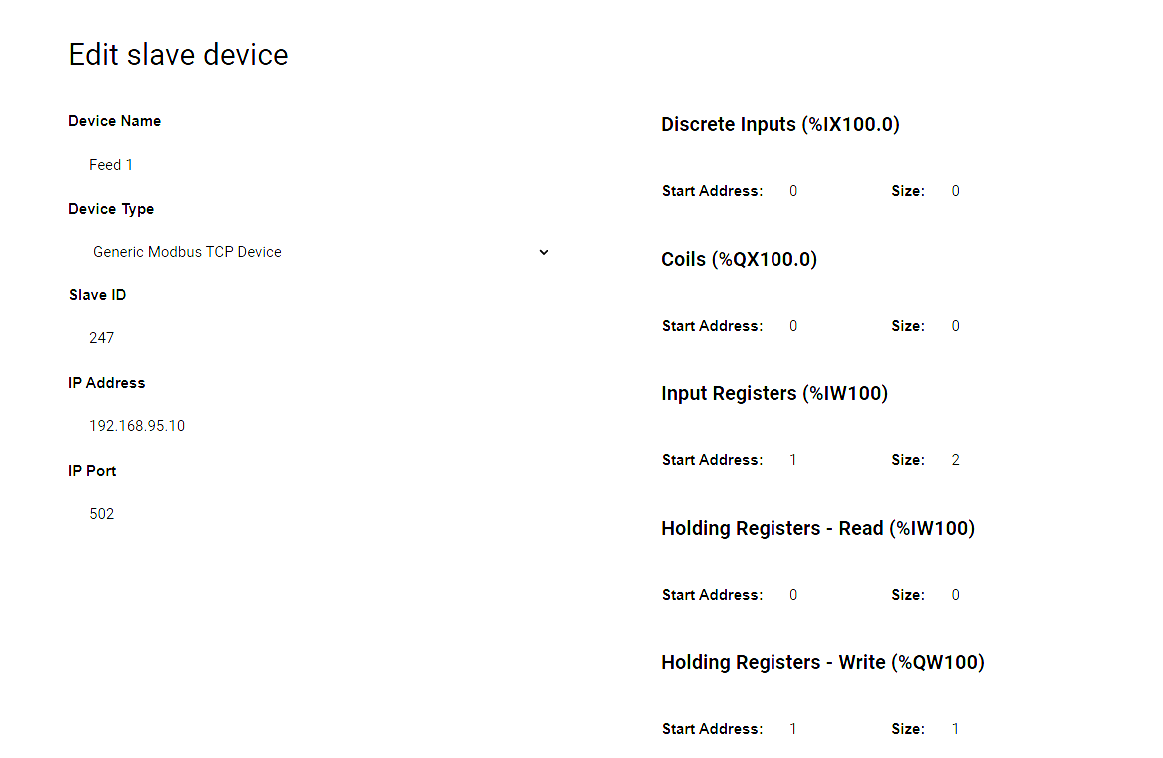 Edit slave device
Device Name
Feed 1
Device Type
Generic Modbus TCP Device
Slave ID
247
IP Address
192.168.95.10
IP Port
502
Discrete Inputs (%IX100.0)
Start Address: 0 Size: 0
Coils (%QX100.0)
Start Address: 0 Size: 0
Input Registers (%IW100)
Start Address: 1 Size: 2
Holding Registers - Read (%IW100)
Start Address: 0 Size: 0
Holding Registers - Write (%QW100)
Start Address: 1 Size: 1